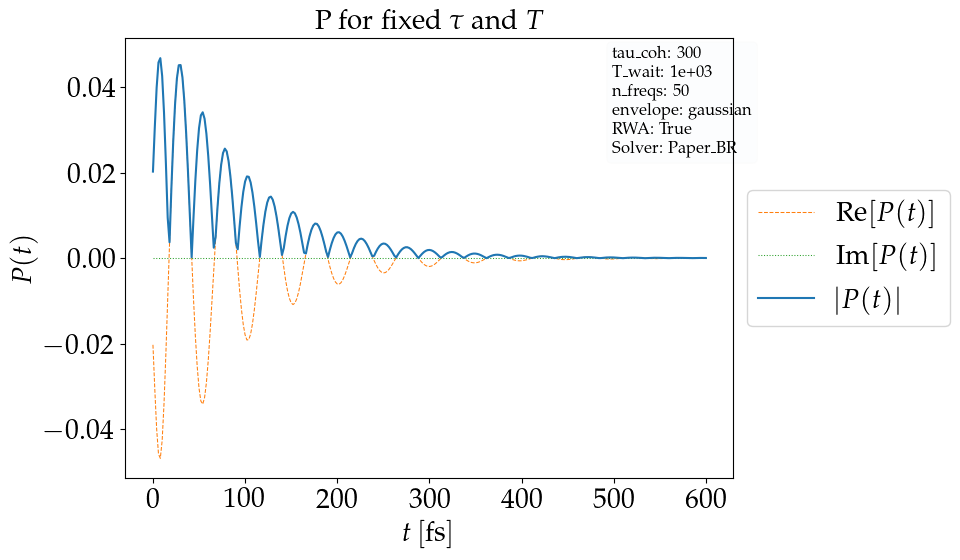 P for fixed τ and T
tau_coh: 300
T_wait: 1e+03
n_freqs: 50
envelope: gaussian
RWA: True
Solver: Paper_BR
0.04
0.02
0.00
−0.02
−0.04
P(t)
0 100 200 300 400 500 600
t [fs]
Re[P(t)]
Im[P(t)]
|P(t)|